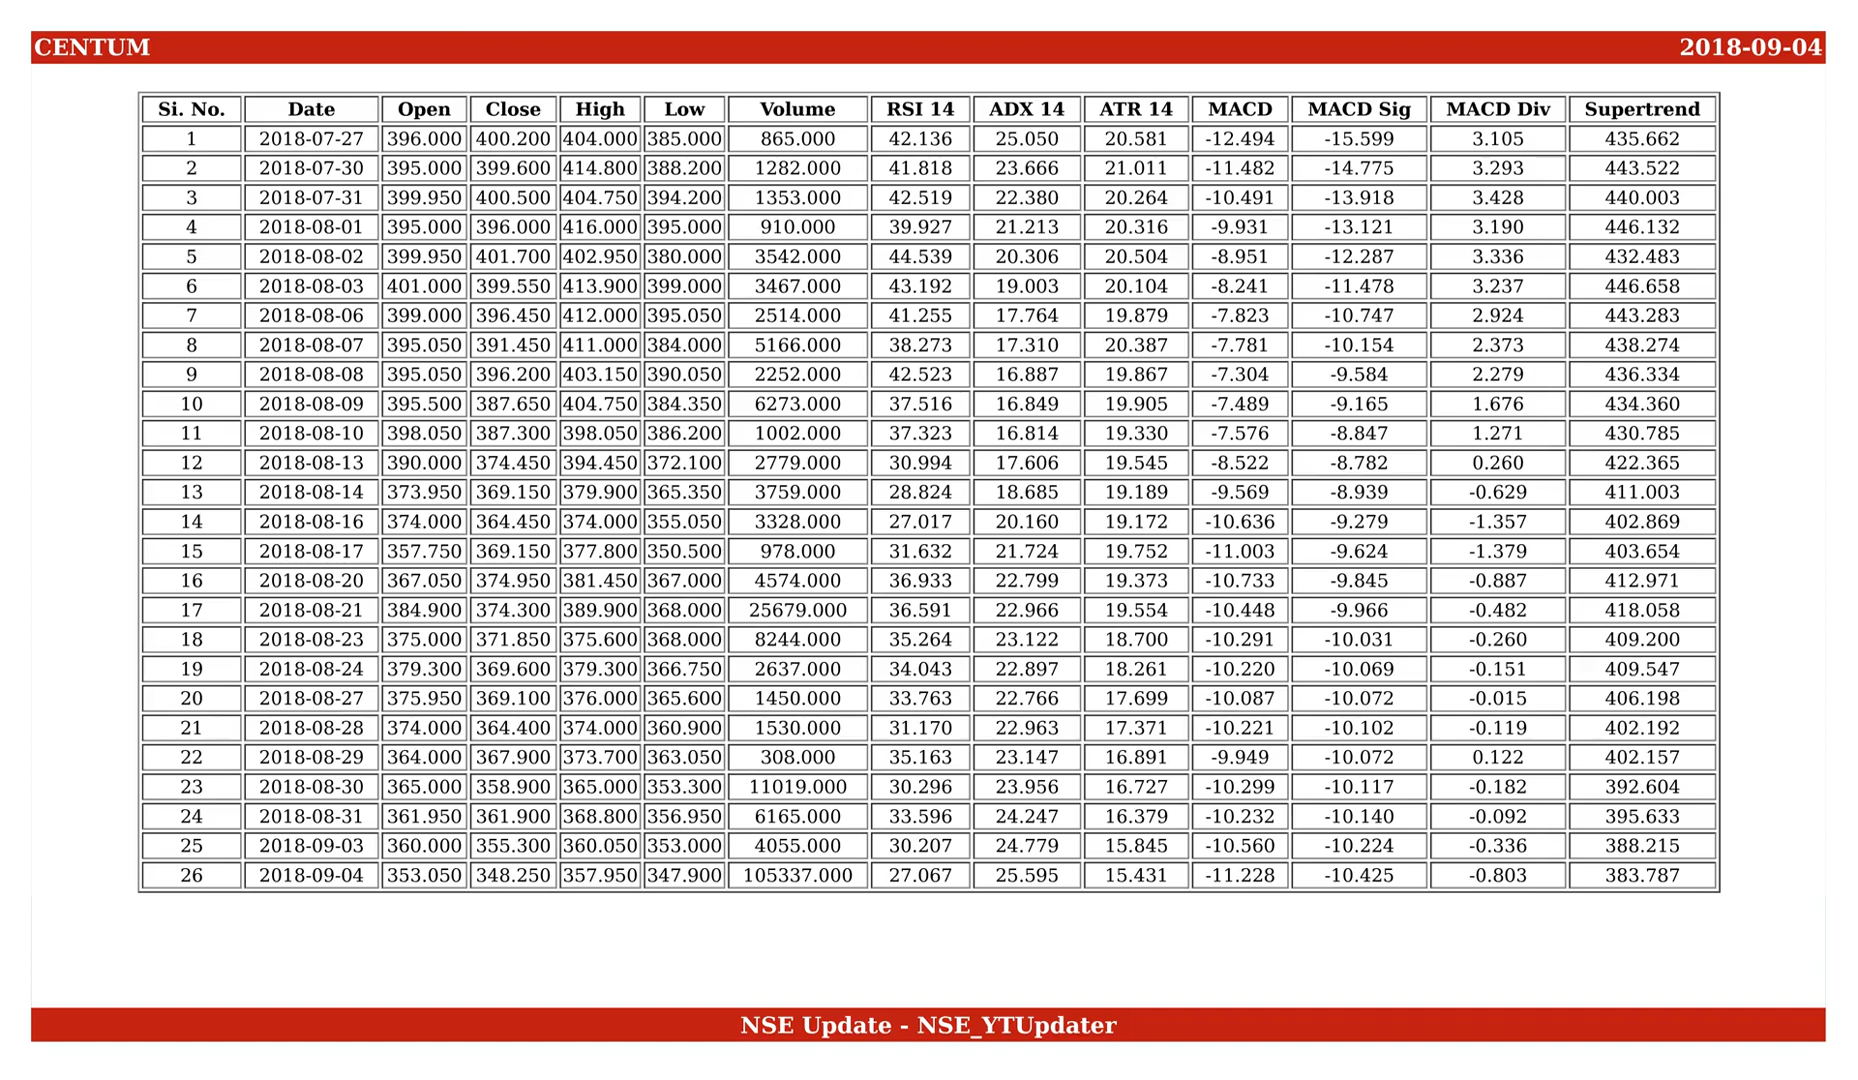 CENTUM 2018-09-04
Si. No. Date Open Close High Low Volume RSI 14 ADX 14 ATR 14 MACD MACD Sig MACD Div Supertrend
1 2018-07-27 396.000 400.200 404.000 385.000 865.000 42.136 25.050 20.581 -12.494 -15.599 3.105 435.662
2 2018-07-30 395.000 399.600 414.800 388.200 1282.000 41.818 23.666 21.011 -11.482 -14.775 3.293 443.522
3 2018-07-31 399.950 400.500 404.750 394.200 1353.000 42.519 22.380 20.264 -10.491 -13.918 3.428 440.003
4 2018-08-01 395.000 396.000 416.000 395.000 910.000 39.927 21.213 20.316 -9.931 -13.121 3.190 446.132
5 2018-08-02 399.950 401.700 402.950 380.000 3542.000 44.539 20.306 20.504 -8.951 -12.287 3.336 432.483
6 2018-08-03 401.000 399.550 413.900 399.000 3467.000 43.192 19.003 20.104 -8.241 -11.478 3.237 446.658
7 2018-08-06 399.000 396.450 412.000 395.050 2514.000 41.255 17.764 19.879 -7.823 -10.747 2.924 443.283
8 2018-08-07 395.050 391.450 411.000 384.000 5166.000 38.273 17.310 20.387 -7.781 -10.154 2.373 438.274
9 2018-08-08 395.050 396.200 403.150 390.050 2252.000 42.523 16.887 19.867 -7.304 -9.584 2.279 436.334
10 2018-08-09 395.500 387.650 404.750 384.350 6273.000 37.516 16.849 19.905 -7.489 -9.165 1.676 434.360
11 2018-08-10 398.050 387.300 398.050 386.200 1002.000 37.323 16.814 19.330 -7.576 -8.847 1.271 430.785
12 2018-08-13 390.000 374.450 394.450 372.100 2779.000 30.994 17.606 19.545 -8.522 -8.782 0.260 422.365
13 2018-08-14 373.950 369.150 379.900 365.350 3759.000 28.824 18.685 19.189 -9.569 -8.939 -0.629 411.003
14 2018-08-16 374.000 364.450 374.000 355.050 3328.000 27.017 20.160 19.172 -10.636 -9.279 -1.357 402.869
15 2018-08-17 357.750 369.150 377.800 350.500 978.000 31.632 21.724 19.752 -11.003 -9.624 -1.379 403.654
16 2018-08-20 367.050 374.950 381.450 367.000 4574.000 36.933 22.799 19.373 -10.733 -9.845 -0.887 412.971
17 2018-08-21 384.900 374.300 389.900 368.000 25679.000 36.591 22.966 19.554 -10.448 -9.966 -0.482 418.058
18 2018-08-23 375.000 371.850 375.600 368.000 8244.000 35.264 23.122 18.700 -10.291 -10.031 -0.260 409.200
19 2018-08-24 379.300 369.600 379.300 366.750 2637.000 34.043 22.897 18.261 -10.220 -10.069 -0.151 409.547
20 2018-08-27 375.950 369.100 376.000 365.600 1450.000 33.763 22.766 17.699 -10.087 -10.072 -0.015 406.198
21 2018-08-28 374.000 364.400 374.000 360.900 1530.000 31.170 22.963 17.371 -10.221 -10.102 -0.119 402.192
22 2018-08-29 364.000 367.900 373.700 363.050 308.000 35.163 23.147 16.891 -9.949 -10.072 0.122 402.157
23 2018-08-30 365.000 358.900 365.000 353.300 11019.000 30.296 23.956 16.727 -10.299 -10.117 -0.182 392.604
24 2018-08-31 361.950 361.900 368.800 356.950 6165.000 33.596 24.247 16.379 -10.232 -10.140 -0.092 395.633
25 2018-09-03 360.000 355.300 360.050 353.000 4055.000 30.207 24.779 15.845 -10.560 -10.224 -0.336 388.215
26 2018-09-04 353.050 348.250 357.950 347.900 105337.000 27.067 25.595 15.431 -11.228 -10.425 -0.803 383.787
NSE Update - NSE_YTUpdater